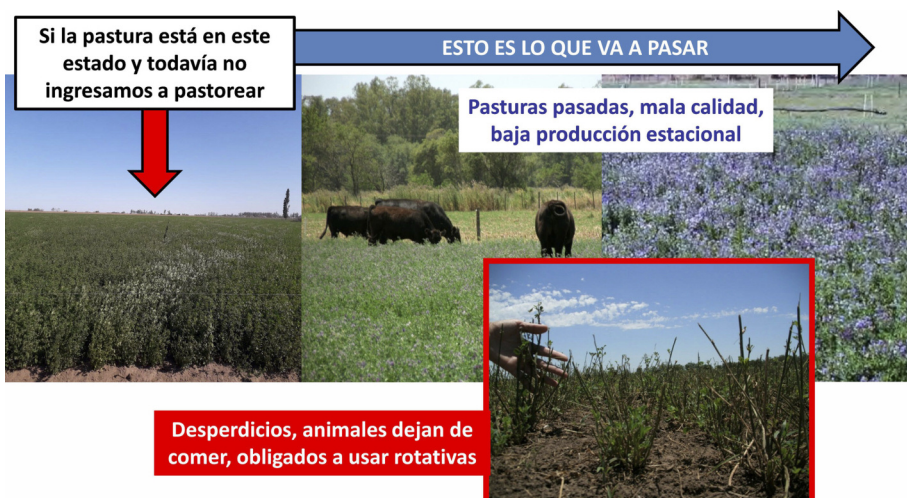 Si la pastura está en este
estado y todavía no
ingresamos a pastorear
ESTO ES LO QUE VA A PASAR
Pasturas pasadas, mala calidad,
baja producción estacional
Desperdicios, animales dejan de
comer, obligados a usar rotativas